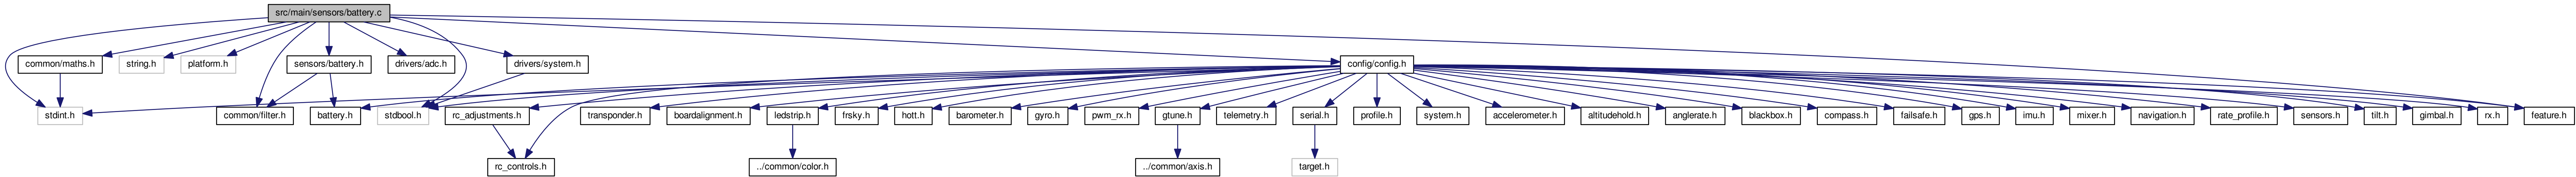 src/main/sensors/battery.c
common/maths.h
string.h
platform.h
sensors/battery.h
drivers/adc.h
drivers/system.h
config/config.h
stdint.h
common/filter.h
battery.h
stdbool.h
rc_adjustments.h
transponder.h
boardalignment.h
ledstrip.h
frsky.h
hott.h
barometer.h
gyro.h
pwm_rx.h
gtune.h
telemetry.h
serial.h
profile.h
system.h
accelerometer.h
altitudehold.h
anglerate.h
blackbox.h
compass.h
failsafe.h
gps.h
imu.h
mixer.h
navigation.h
rate_profile.h
sensors.h
tilt.h
gimbal.h
rx.h
feature.h
rc_controls.h
../common/color.h
../common/axis.h
target.h